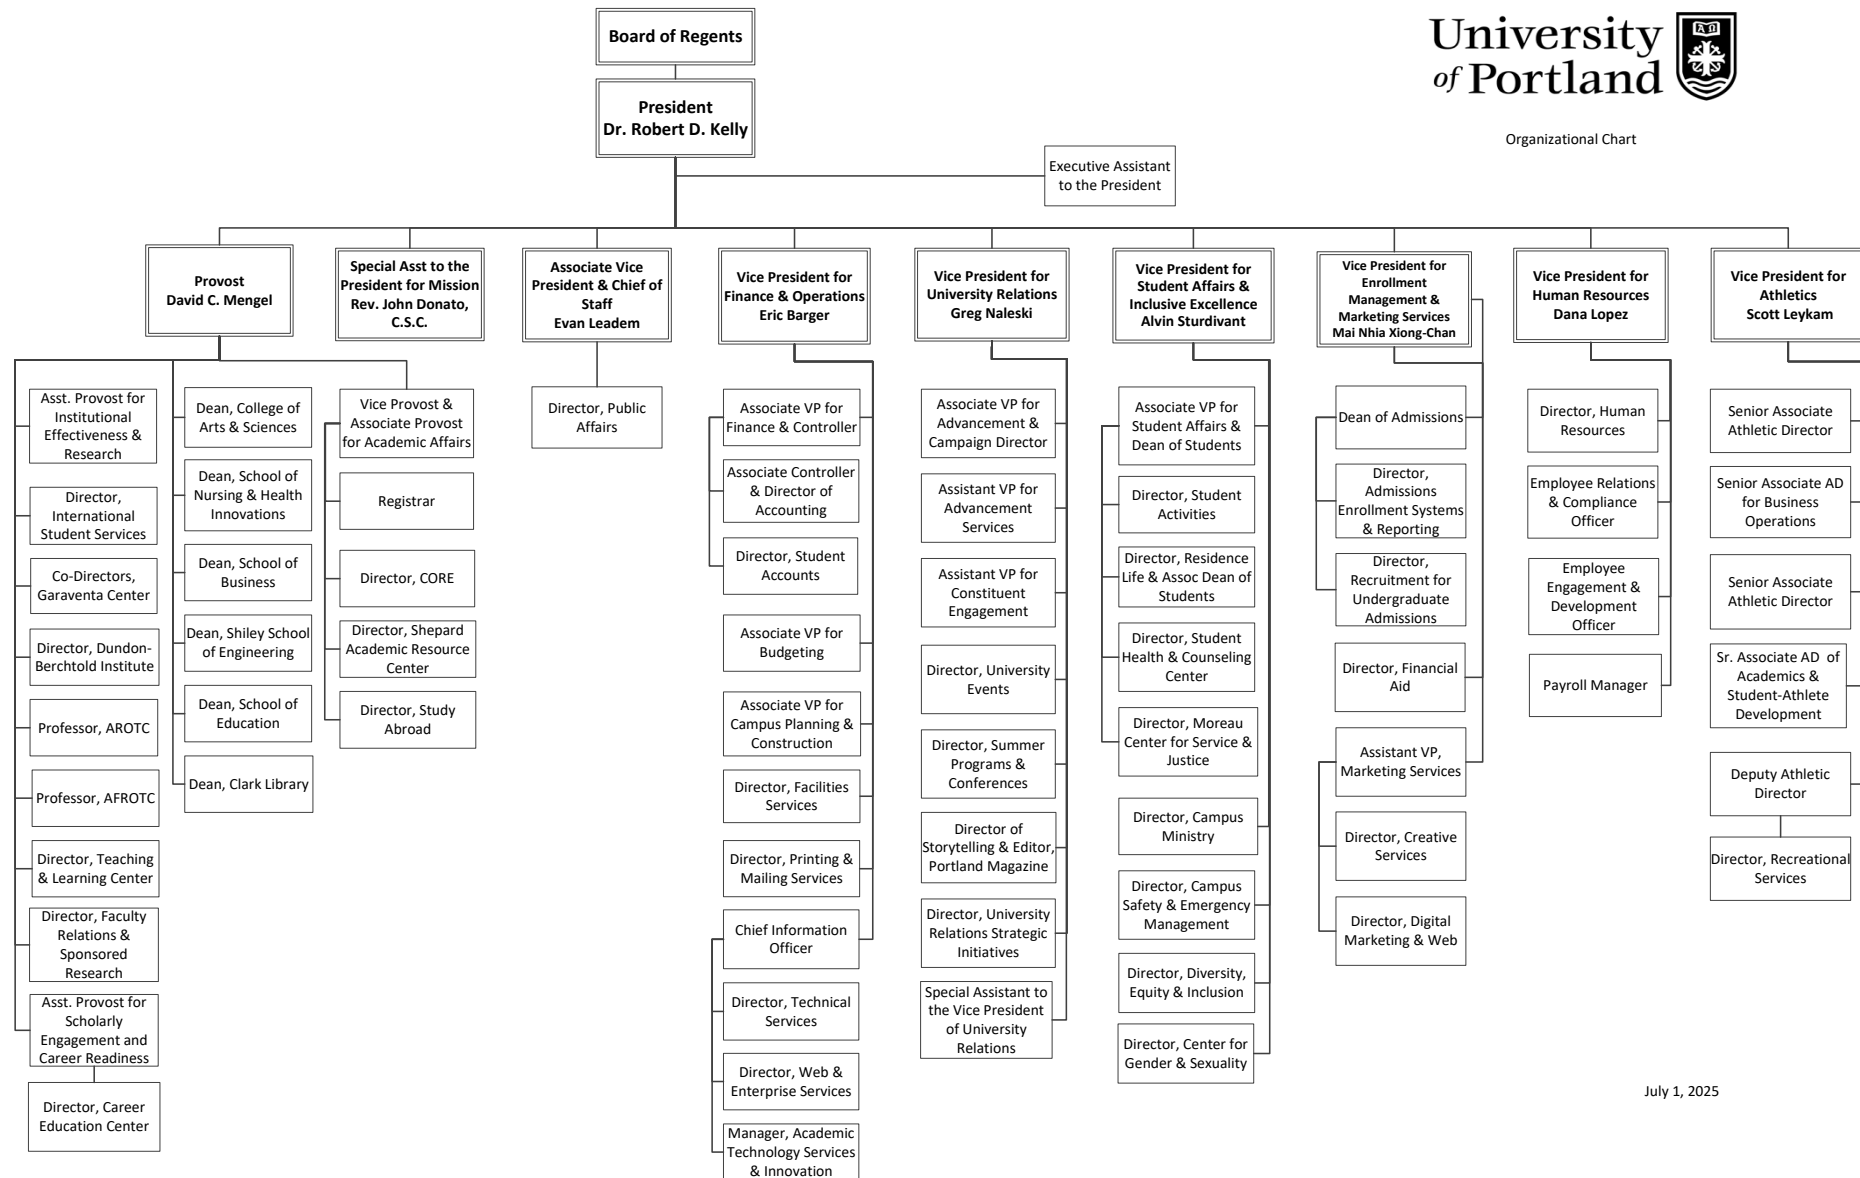 Board of Regents
President
Dr. Robert D. Kelly
University
of Portland
Organizational Chart
Executive Assistant
to the President
Provost
David C. Mengel
Special Asst to the
President for Mission
Rev. John Donato,
C.S.C.
Associate Vice
President & Chief of
Staff
Evan Leadem
Vice President for
Finance & Operations
Eric Barger
Vice President for
University Relations
Greg Naleski
Vice President for
Student Affairs &
Inclusive Excellence
Alvin Sturdivant
Vice President for
Enrollment
Management &
Marketing Services
Mai Nhia Xiong-Chan
Vice President for
Human Resources
Dana Lopez
Vice President for
Athletics
Scott Leykam
Asst. Provost for
Institutional
Effectiveness &
Research
Director,
International
Student Services
Co-Directors,
Garaventa Center
Director, Dundon-
Berchtold Institute
Professor, AROTC
Professor, AFROTC
Director, Teaching
& Learning Center
Director, Faculty
Relations &
Sponsored
Research
Asst. Provost for
Scholarly
Engagement and
Career Readiness
Director, Career
Education Center
Dean, College of
Arts & Sciences
Dean, School of
Nursing & Health
Innovations
Dean, School of
Business
Dean, Shiley School
of Engineering
Dean, School of
Education
Dean, Clark Library
Vice Provost &
Associate Provost
for Academic Affairs
Registrar
Director, CORE
Director, Shepard
Academic Resource
Center
Director, Study
Abroad
Director, Public
Affairs
Associate VP for
Finance & Controller
Associate Controller
& Director of
Accounting
Director, Student
Accounts
Associate VP for
Budgeting
Associate VP for
Campus Planning &
Construction
Director, Facilities
Services
Director, Printing &
Mailing Services
Chief Information
Officer
Director, Technical
Services
Director, Web &
Enterprise Services
Manager, Academic
Technology Services
& Innovation
Associate VP for
Advancement &
Campaign Director
Assistant VP for
Advancement
Services
Assistant VP for
Constituent
Engagement
Director, University
Events
Director, Summer
Programs &
Conferences
Director of
Storytelling & Editor,
Portland Magazine
Director, University
Relations Strategic
Initiatives
Special Assistant to
the Vice President
of University
Relations
Associate VP for
Student Affairs &
Dean of Students
Director, Student
Activities
Director, Residence
Life & Assoc Dean of
Students
Director, Student
Health & Counseling
Center
Director, Moreau
Center for Service &
Justice
Director, Campus
Ministry
Director, Campus
Safety & Emergency
Management
Director, Diversity,
Equity & Inclusion
Director, Center for
Gender & Sexuality
Dean of Admissions
Director,
Admissions
Enrollment Systems
& Reporting
Director,
Recruitment for
Undergraduate
Admissions
Director, Financial
Aid
Assistant VP,
Marketing Services
Director, Creative
Services
Director, Digital
Marketing & Web
Director, Human
Resources
Employee Relations
& Compliance
Officer
Employee
Engagement &
Development
Officer
Payroll Manager
Senior Associate
Athletic Director
Senior Associate AD
for Business
Operations
Senior Associate
Athletic Director
Sr. Associate AD of
Academics &
Student-Athlete
Development
Deputy Athletic
Director
Director, Recreational
Services
July 1, 2025